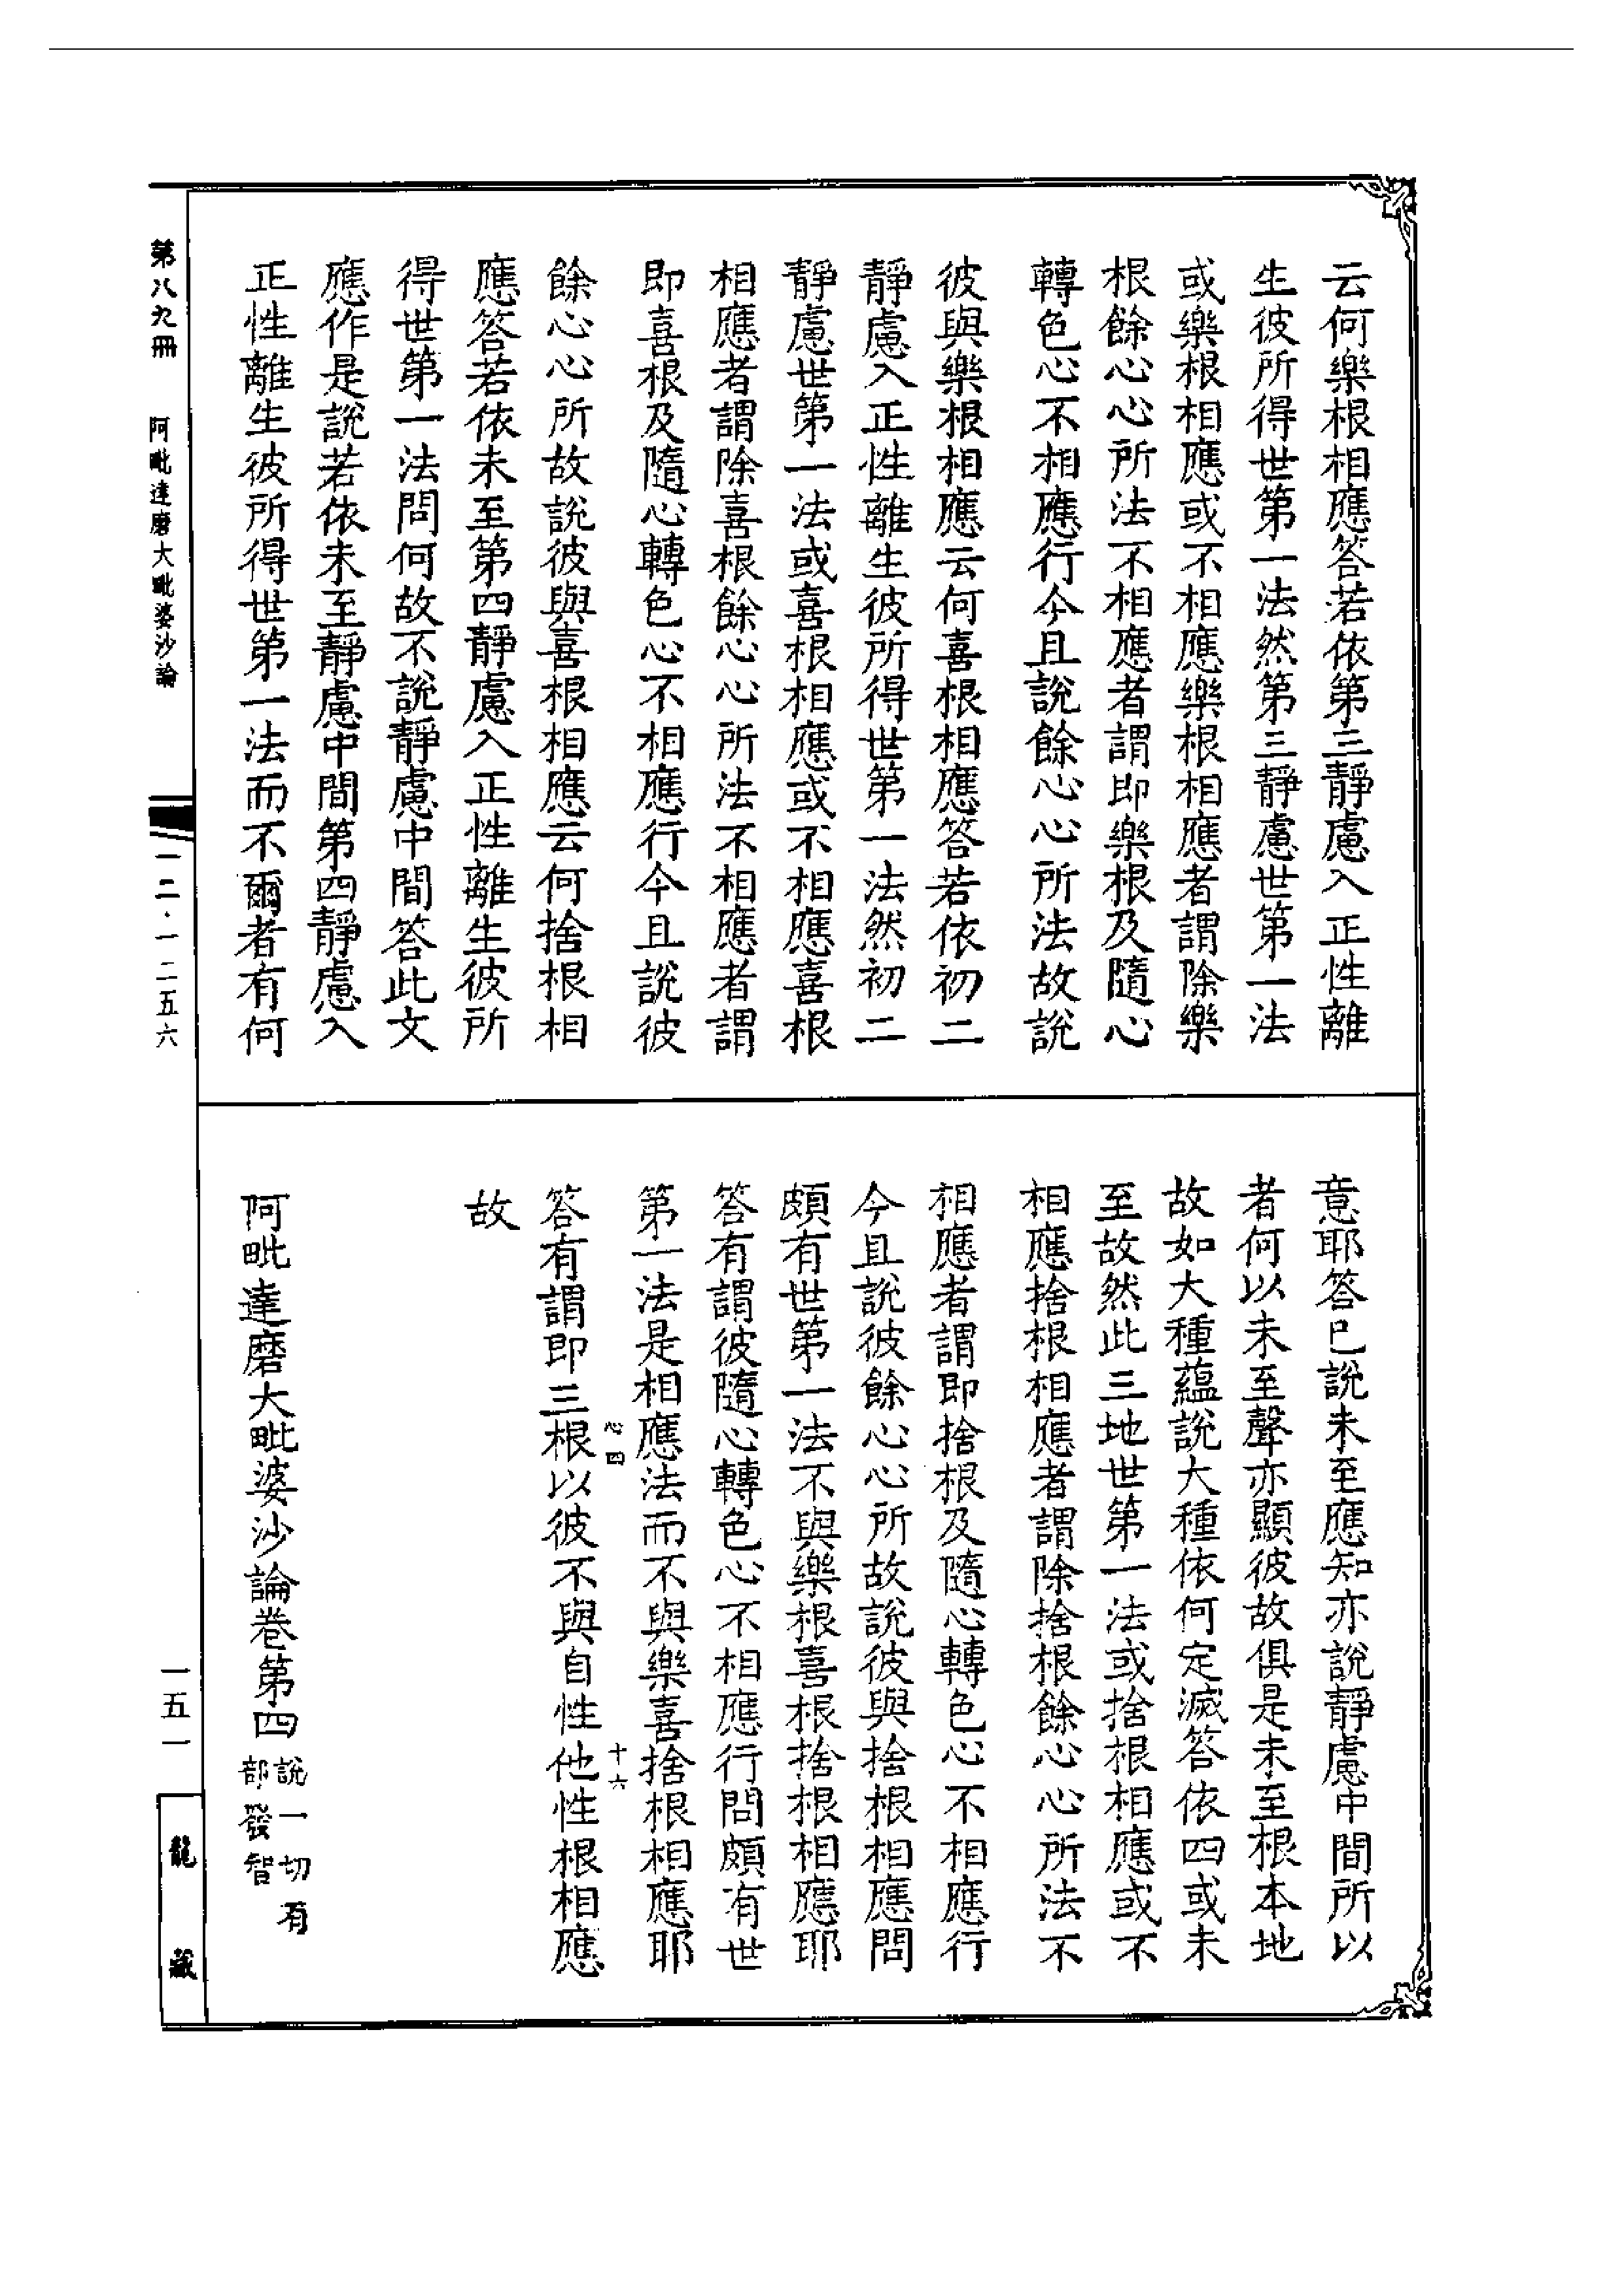 云何樂根相應答若依第三靜慮入正性離
生彼所得世第一法然第三靜慮世第一法
或樂根相應或不相應樂根相應者謂除樂
根餘心心所法不相應者謂即樂根及隨心
轉色心不相應行今且說餘心心所法故說
彼與樂根相應云何喜根相應答若依初二
靜慮入正性離生彼所得世第一法然初二
靜慮世第一法或喜根相應或不相應喜根
相應者謂除喜根餘心心所法不相應者謂
即喜根及隨心轉色心不相應行今且說彼
餘心心所故說彼與喜根相應云何捨根相
應答若依未至第四靜慮入正性離生彼所
得世第一法問何故不說靜慮中間答此文
應作是說若依未至靜慮中間第四靜慮入
正性離生彼所得世第一法而不爾者有何
意耶答已說未至應知亦說靜慮中間所以
者何以未至聲亦顯彼故俱是未至根本地
故如大種蘊說大種依何定滅答依四或未
至故然此三地世第一法或捨根相應或不
相應捨根相應者謂除捨根餘心心所法不
相應者謂即捨根及隨心轉色心不相應行
今且說彼餘心心所故說彼與捨根相應問
頗有世第一法不與樂根喜根捨根相應耶
答有謂彼隨心轉色心不相應行問頗有世
第一法是相應法而不與樂喜捨根相應耶
心四
十六
答有謂即三根以彼不與自性他性根相應
故
阿毗達磨大毗婆沙論卷第四
說一切有
部發智
第八九冊
阿毗達磨大毗婆沙論
一二·一二五六
一五一
龍藏